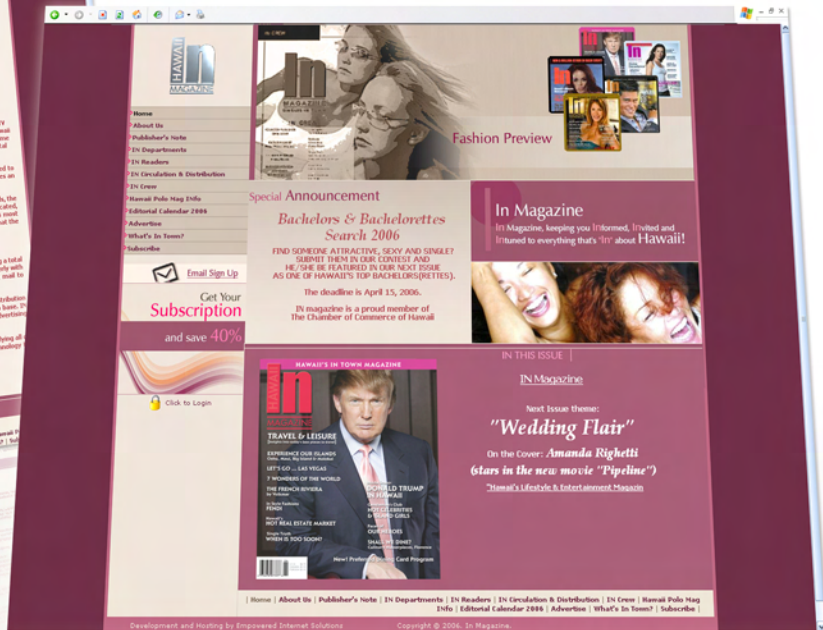 HAWAII
In
MAGAZINE
Home
About Us
Publisher's Note
IN Departments
IN Readers
IN Circulation & Distribution
IN Crew
Hawaii Polo Mag INfo
Editorial Calendar 2006
Advertise
What's In Town?
Subscribe
Email Sign Up
Get Your
Subscription
and save 40%
Click to Login
In
MAGAZINE
Fashion Preview
Special Announcement
Bachelors & Bachelorettes
Search 2006
FIND SOMEONE ATTRACTIVE, SEXY AND SINGLE?
SUBMIT THEM IN OUR CONTEST AND
HE/SHE BE FEATURED IN OUR NEXT ISSUE
AS ONE OF HAWAII'S TOP BACHELORS(RETTES).
The deadline is April 15, 2006.
IN magazine is a proud member of
The Chamber of Commerce of Hawaii
In Magazine
In Magazine, keeping you Informed, Invited and
Intuned to everything that's "in" about Hawaii!
HAWAII'S IN TOWN MAGAZINE
HAWAII
In
MAGAZINE
TRAVEL & LEISURE
EXPERIENCE OUR ISLANDS
LET'S GO ... LAS VEGAS
7 WONDERS OF THE WORLD
THE FRENCH RIVIERA
FENDI
HOT REAL ESTATE MARKET
WHEN IS TOO SOON?
DONALD TRUMP
IN HAWAII
HOT CELEBRITIES
& ISLAND GIRLS
OUR HEROES
SHALL WE DINE?
Card Program
IN THIS ISSUE
IN Magazine
Next Issue theme:
"Wedding Flair"
On the Cover: Amanda Righetti
(stars in the new movie "Pipeline")
"Hawaii's Lifestyle & Entertainment Magazin
| Home | About Us | Publisher's Note | IN Departments | IN Readers | IN Circulation & Distribution | IN Crew | Hawaii Polo Mag
INfo | Editorial Calendar 2006 | Advertise | What's In Town? | Subscribe |
Development and Hosting by Empowered Internet Solutions
Copyright © 2006. In Magazine.